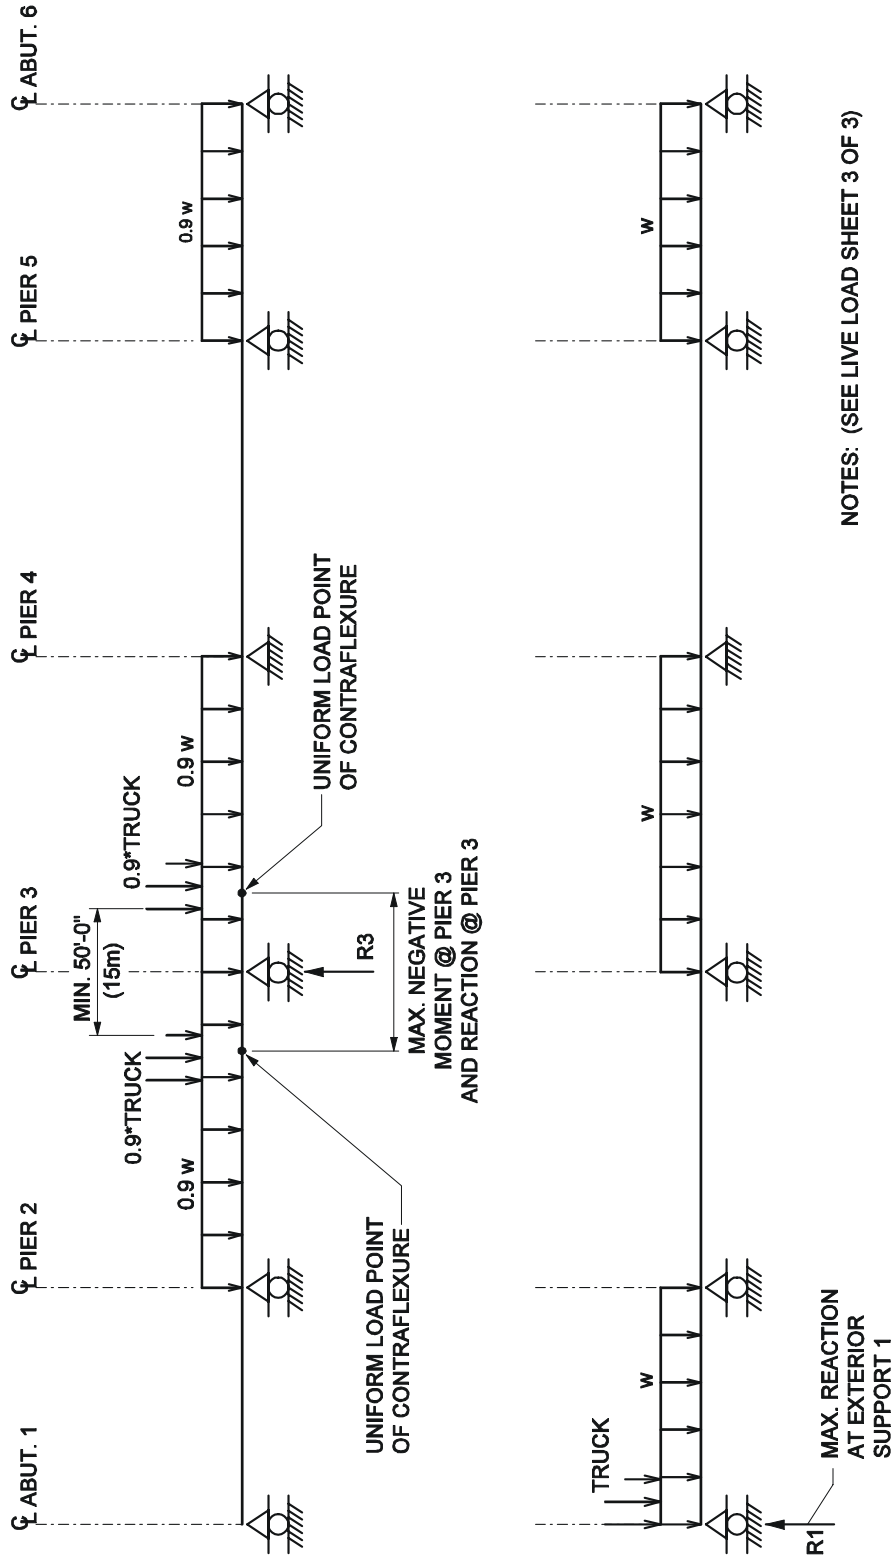 ℄ ABUT. 1
℄ PIER 2
℄ PIER 3
℄ PIER 4
℄ PIER 5
℄ ABUT. 6
MIN. 50'-0"
(15m)
0.9*TRUCK
0.9*TRUCK
0.9 w
0.9 w
0.9 w
R3
UNIFORM LOAD POINT
OF CONTRAFLEXURE
UNIFORM LOAD POINT
OF CONTRAFLEXURE
MAX. NEGATIVE
MOMENT @ PIER 3
AND REACTION @ PIER 3
TRUCK
w
w
w
R1
MAX. REACTION
AT EXTERIOR
SUPPORT 1
NOTES: (SEE LIVE LOAD SHEET 3 OF 3)